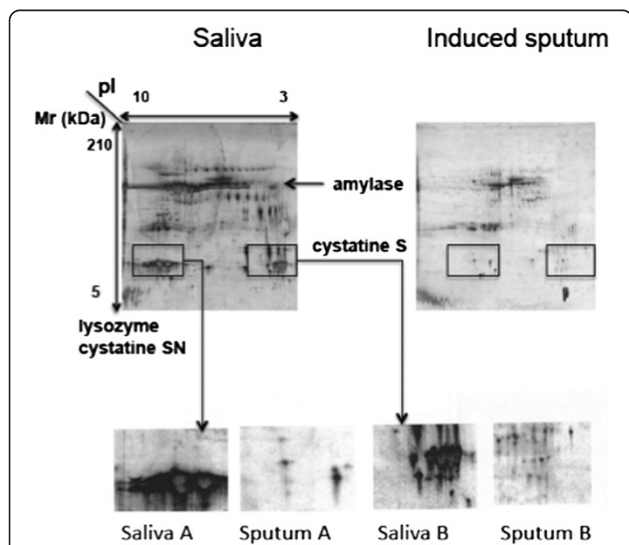 Saliva
Induced sputum
pI
10
3
Mr (kDa)
210
amylase
cystatine S
5
lysozyme
cystatine SN
Saliva A
Sputum A
Saliva B
Sputum B